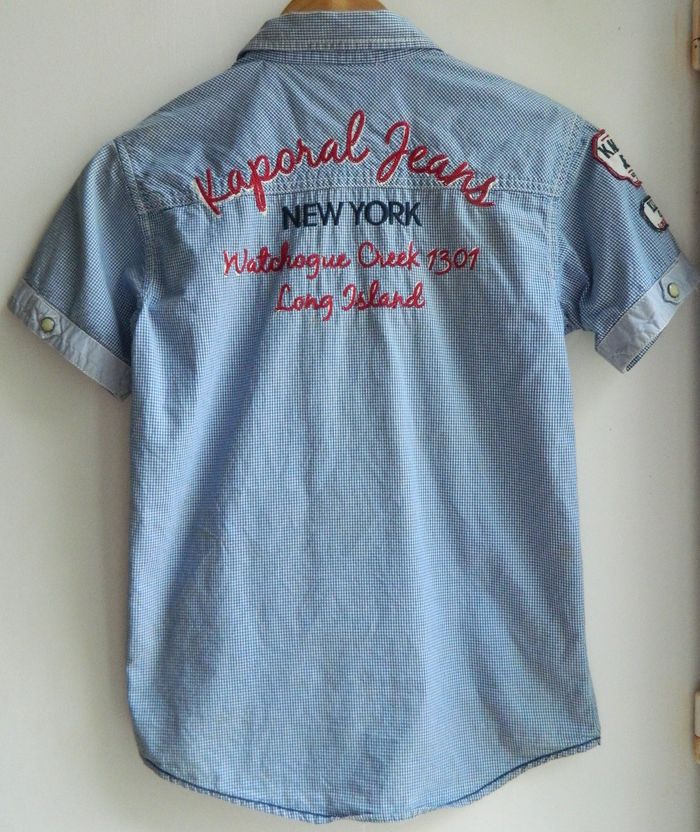 Kaporal Jeans
NEW YORK
Watchogue Creek 1301
Long Island